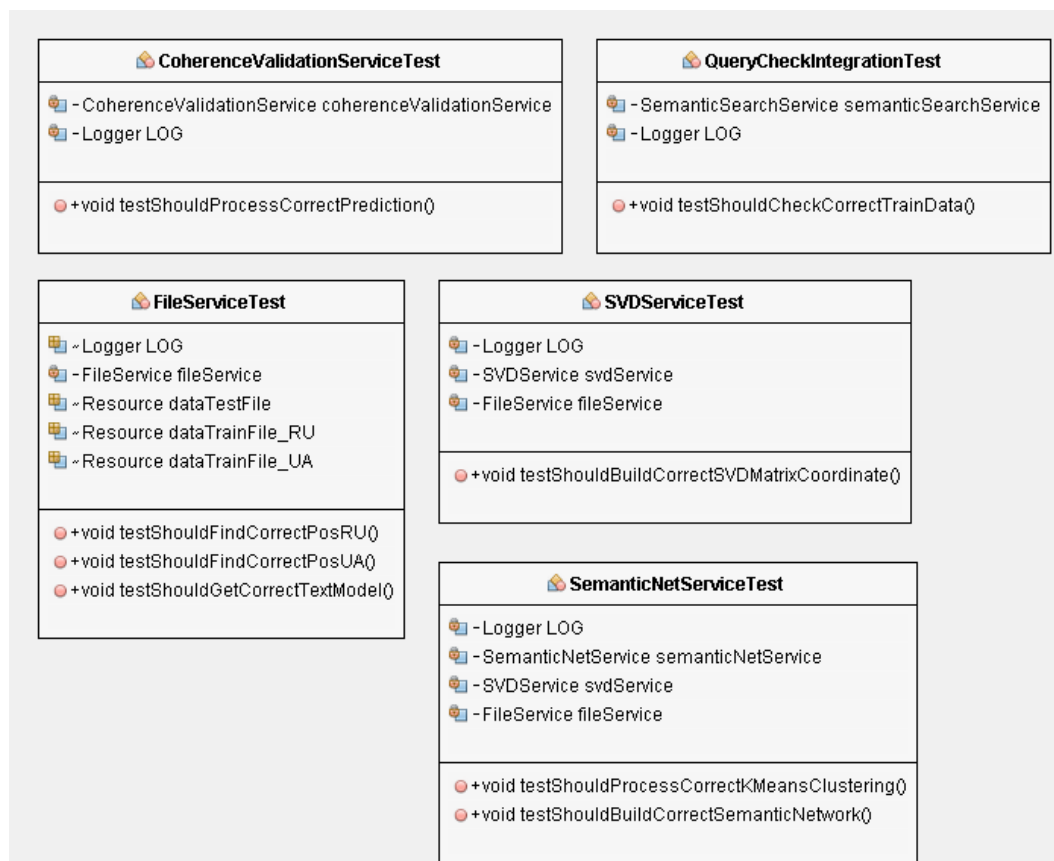 CoherenceValidationServiceTest
-CoherenceValidationService coherenceValidationService
-Logger LOG
+void testShouldProcessCorrectPrediction()
QueryCheckIntegrationTest
-SemanticSearchService semanticSearchService
-Logger LOG
+void testShouldCheckCorrectTrainData()
FileServiceTest
~Logger LOG
-FileService fileService
~Resource dataTestFile
~Resource dataTrainFile_RU
~Resource dataTrainFile_UA
+void testShouldFindCorrectPosRU()
+void testShouldFindCorrectPosUA()
+void testShouldGetCorrectTextModel()
SVDServiceTest
-Logger LOG
-SVDService svdService
-FileService fileService
+void testShouldBuildCorrectSVDMatrixCoordinate()
SemanticNetServiceTest
-Logger LOG
-SemanticNetService semanticNetService
-SVDService svdService
-FileService fileService
+void testShouldProcessCorrectKMeansClustering()
+void testShouldBuildCorrectSemanticNetwork()